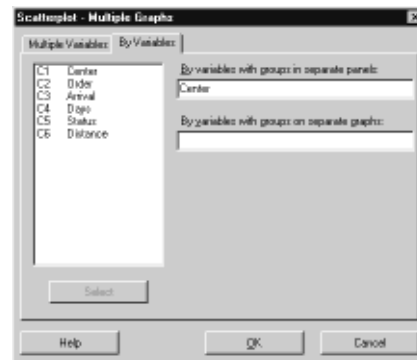 Scatterplot - Multiple Graphs
Multiple Variables
By Variables
C1 Center
C2 Order
C3 Arrival
C4 Days
C5 Status
C6 Distance
By variables with groups in separate panels:
Center
By variables with groups on separate graphs:
Select
Help
OK
Cancel